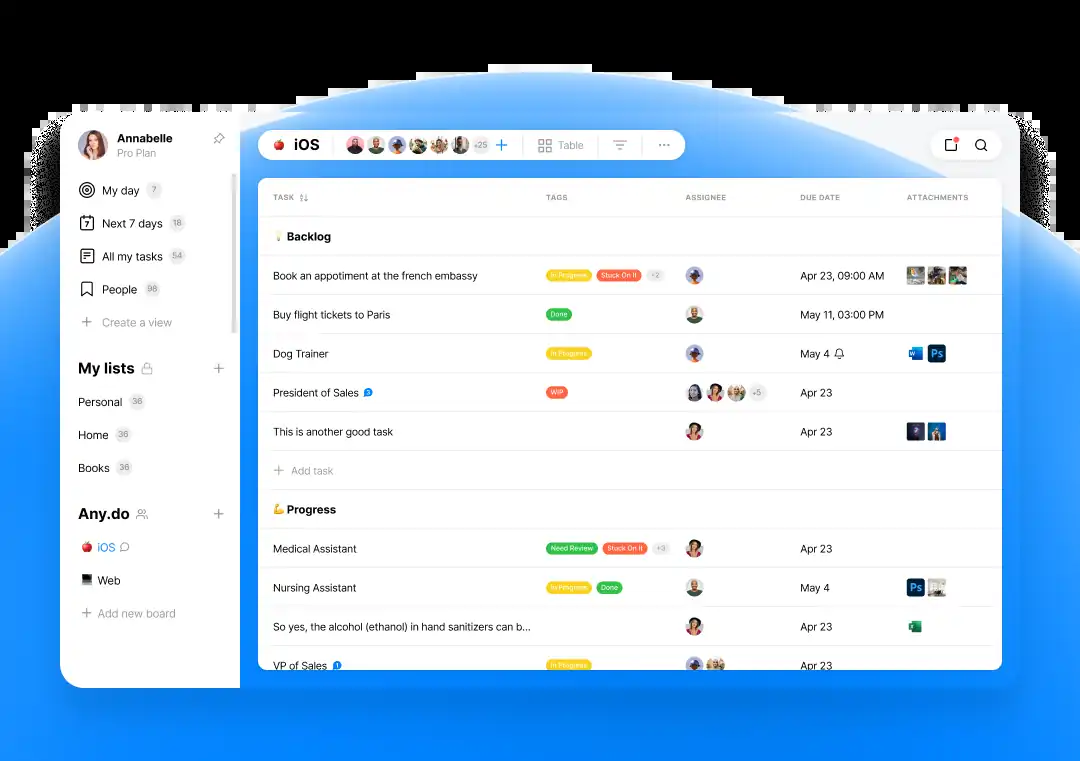 Annabelle
Pro Plan
My day 7
7 Next 7 days 18
All my tasks 54
People 98
+ Create a view
My lists +
Personal 36
Home 36
Books 36
Any.do +
iOS
Web
+ Add new board
iOS +25 + Table ...
TASK TAGS ASSIGNEE DUE DATE ATTACHMENTS
Backlog
Book an appotiment at the french embassy In Progress Stuck On It +2 Apr 23, 09:00 AM
Buy flight tickets to Paris Done May 11, 03:00 PM
Dog Trainer In Progress May 4 W Ps
President of Sales 3 WIP +5 Apr 23
This is another good task Apr 23
+ Add task
Progress
Medical Assistant Need Review Stuck On It +3 Apr 23
Nursing Assistant In Progress Done May 4 Ps
So yes, the alcohol (ethanol) in hand sanitizers can b... Apr 23
VP of Sales 1 In Progress Apr 23